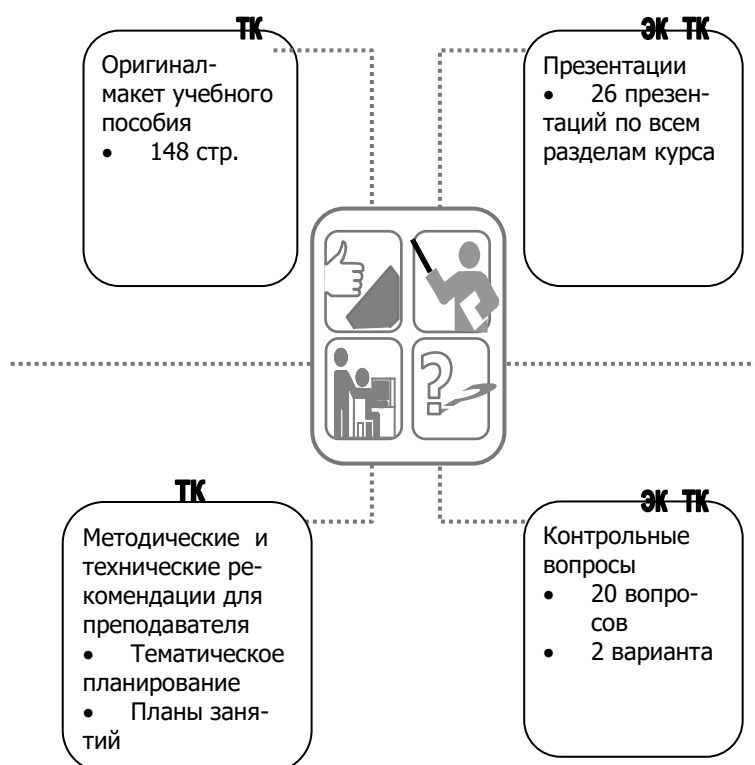 ТК
Оригинал-
макет учебного
пособия
• 148 стр.
ЭК ТК
Презентации
• 26 презен-
таций по всем
разделам курса
?
ТК
Методические и
технические ре-
комендации для
преподавателя
• Тематическое
планирование
• Планы заня-
тий
ЭК ТК
Контрольные
вопросы
• 20 вопро-
сов
• 2 варианта